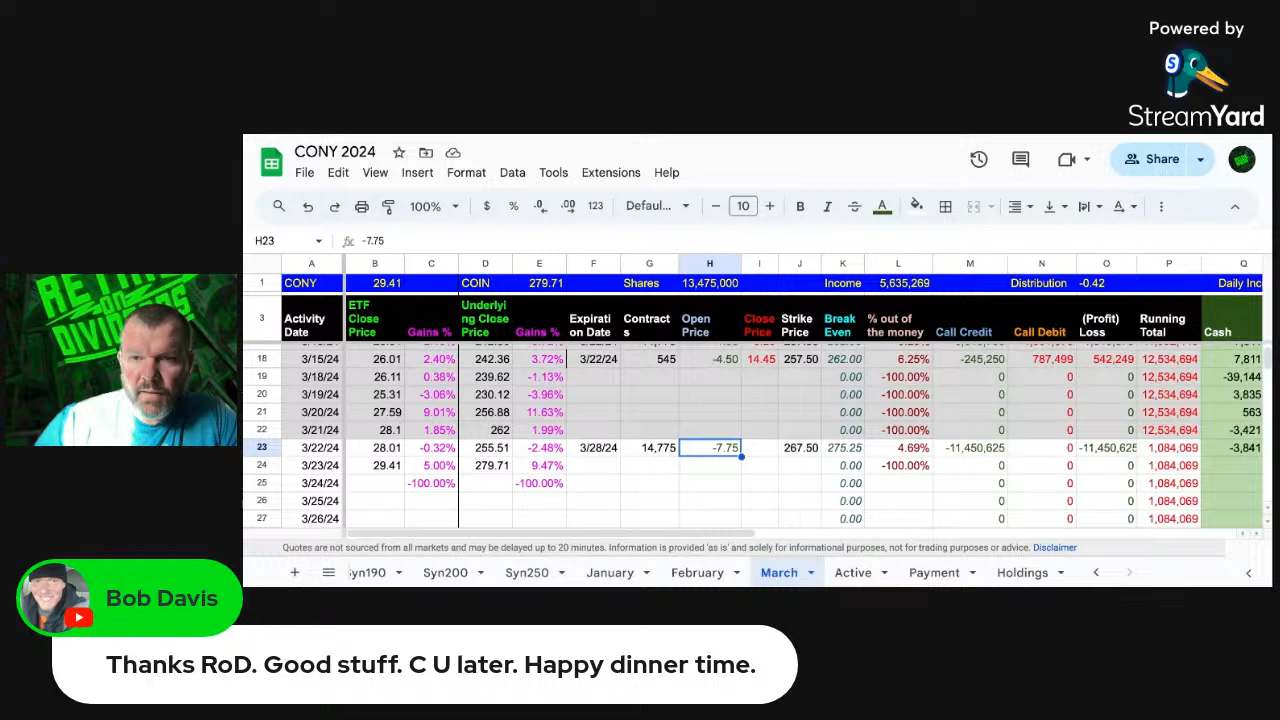 Powered by
StreamYard
CONY 2024
File Edit View Insert Format Data Tools Extensions Help
Share
100% $ % .0 .00 123 Defaul... 10 B I A
H23 fx -7.75
A B C D E F G H I J K L M N O P Q
1 CONY 29.41 COIN 279.71 Shares 13,475,000 Income 5,635,269 Distribution -0.42 Daily Inc
3 Activity Date ETF Close Price Gains % Underlyi ng Close Price Gains % Expirati on Date Contract s Open Price Close Price Strike Price Break Even % out of the money Call Credit Call Debit (Profit) Loss Running Total Cash
18 3/15/24 26.01 2.40% 242.36 3.72% 3/22/24 545 -4.50 14.45 257.50 262.00 6.25% -245,250 787,499 542,249 12,534,694 7,811
19 3/18/24 26.11 0.38% 239.62 -1.13% 0.00 -100.00% 0 0 0 12,534,694 -39,144
20 3/19/24 25.31 -3.06% 230.12 -3.96% 0.00 -100.00% 0 0 0 12,534,694 3,835
21 3/20/24 27.59 9.01% 256.88 11.63% 0.00 -100.00% 0 0 0 12,534,694 563
22 3/21/24 28.1 1.85% 262 1.99% 0.00 -100.00% 0 0 0 12,534,694 -3,421
23 3/22/24 28.01 -0.32% 255.51 -2.48% 3/28/24 14,775 -7.75 267.50 275.25 4.69% -11,450,625 0 -11,450,625 1,084,069 -3,841
24 3/23/24 29.41 5.00% 279.71 9.47% 0.00 -100.00% 0 0 0 1,084,069
25 3/24/24 -100.00% -100.00% 0.00 0 0 0 1,084,069
26 3/25/24 0.00 0 0 0 1,084,069
27 3/26/24 0.00 0 0 0 1,084,069
Quotes are not sourced from all markets and may be delayed up to 20 minutes. Information is provided 'as is' and solely for informational purposes, not for trading purposes or advice. Disclaimer
Syn190 Syn200 Syn250 January February March Active Payment Holdings
Bob Davis
Thanks RoD. Good stuff. C U later. Happy dinner time.